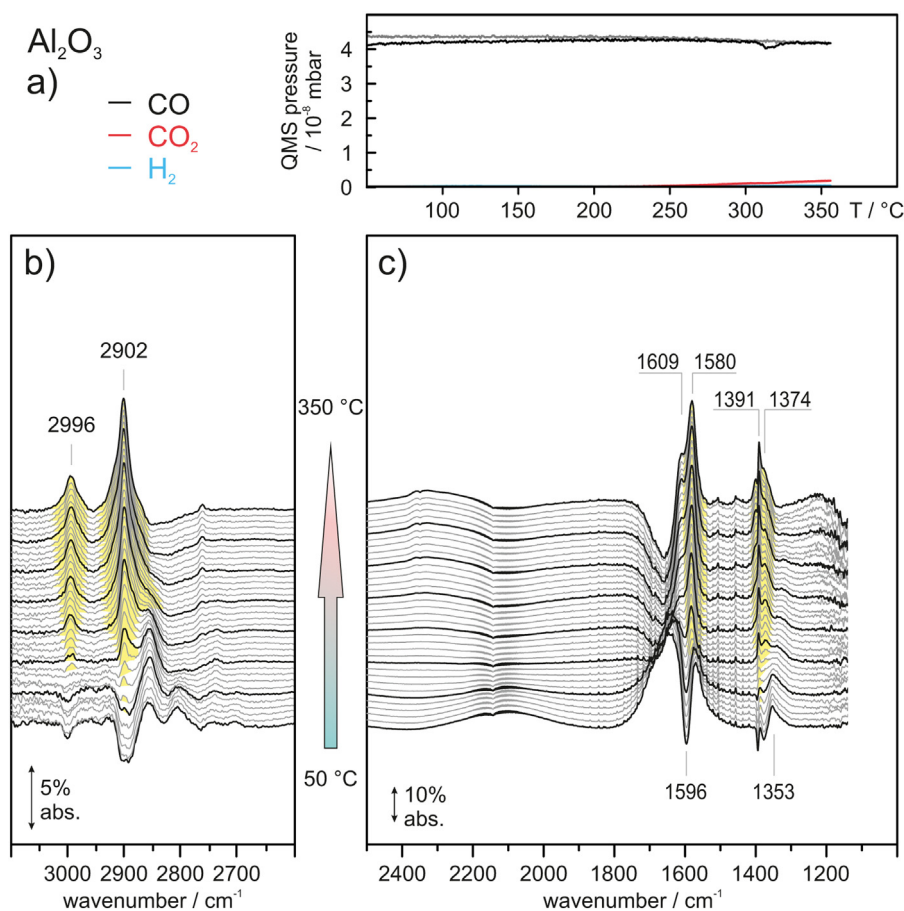 Al₂O₃
a)
CO
CO₂
H₂
QMS pressure
/ 10⁻⁸ mbar
4
3
2
1
0
100 150 200 250 300 350 T / °C
b)
2902
2996
5%
abs.
3000 2900 2800 2700
wavenumber / cm⁻¹
350 °C
50 °C
c)
1609 1580
1391 1374
1596 1353
10%
abs.
2400 2200 2000 1800 1600 1400 1200
wavenumber / cm⁻¹